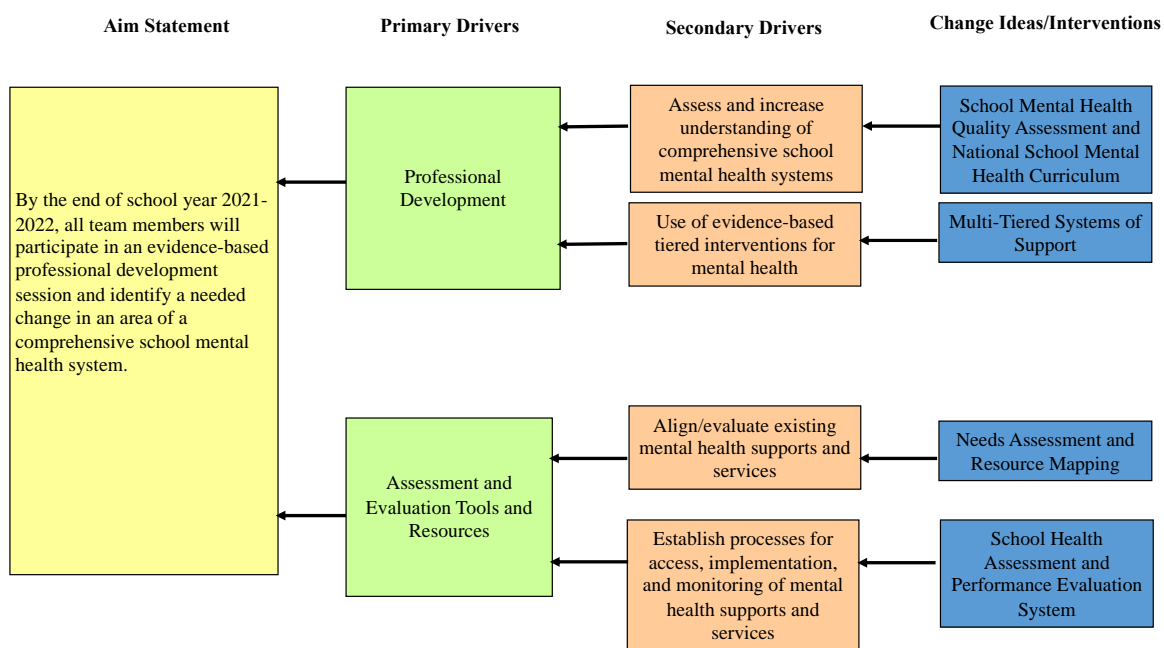 Aim Statement
Primary Drivers
Secondary Drivers
Change Ideas/Interventions
By the end of school year 2021-
2022, all team members will
participate in an evidence-based
professional development
session and identify a needed
change in an area of a
comprehensive school mental
health system.
Professional
Development
Assess and increase
understanding of
comprehensive school
mental health systems
School Mental Health
Quality Assessment and
National School Mental
Health Curriculum
Use of evidence-based
tiered interventions for
mental health
Multi-Tiered Systems of
Support
Assessment and
Evaluation Tools and
Resources
Align/evaluate existing
mental health supports and
services
Needs Assessment and
Resource Mapping
Establish processes for
access, implementation,
and monitoring of mental
health supports and
services
School Health
Assessment and
Performance Evaluation
System